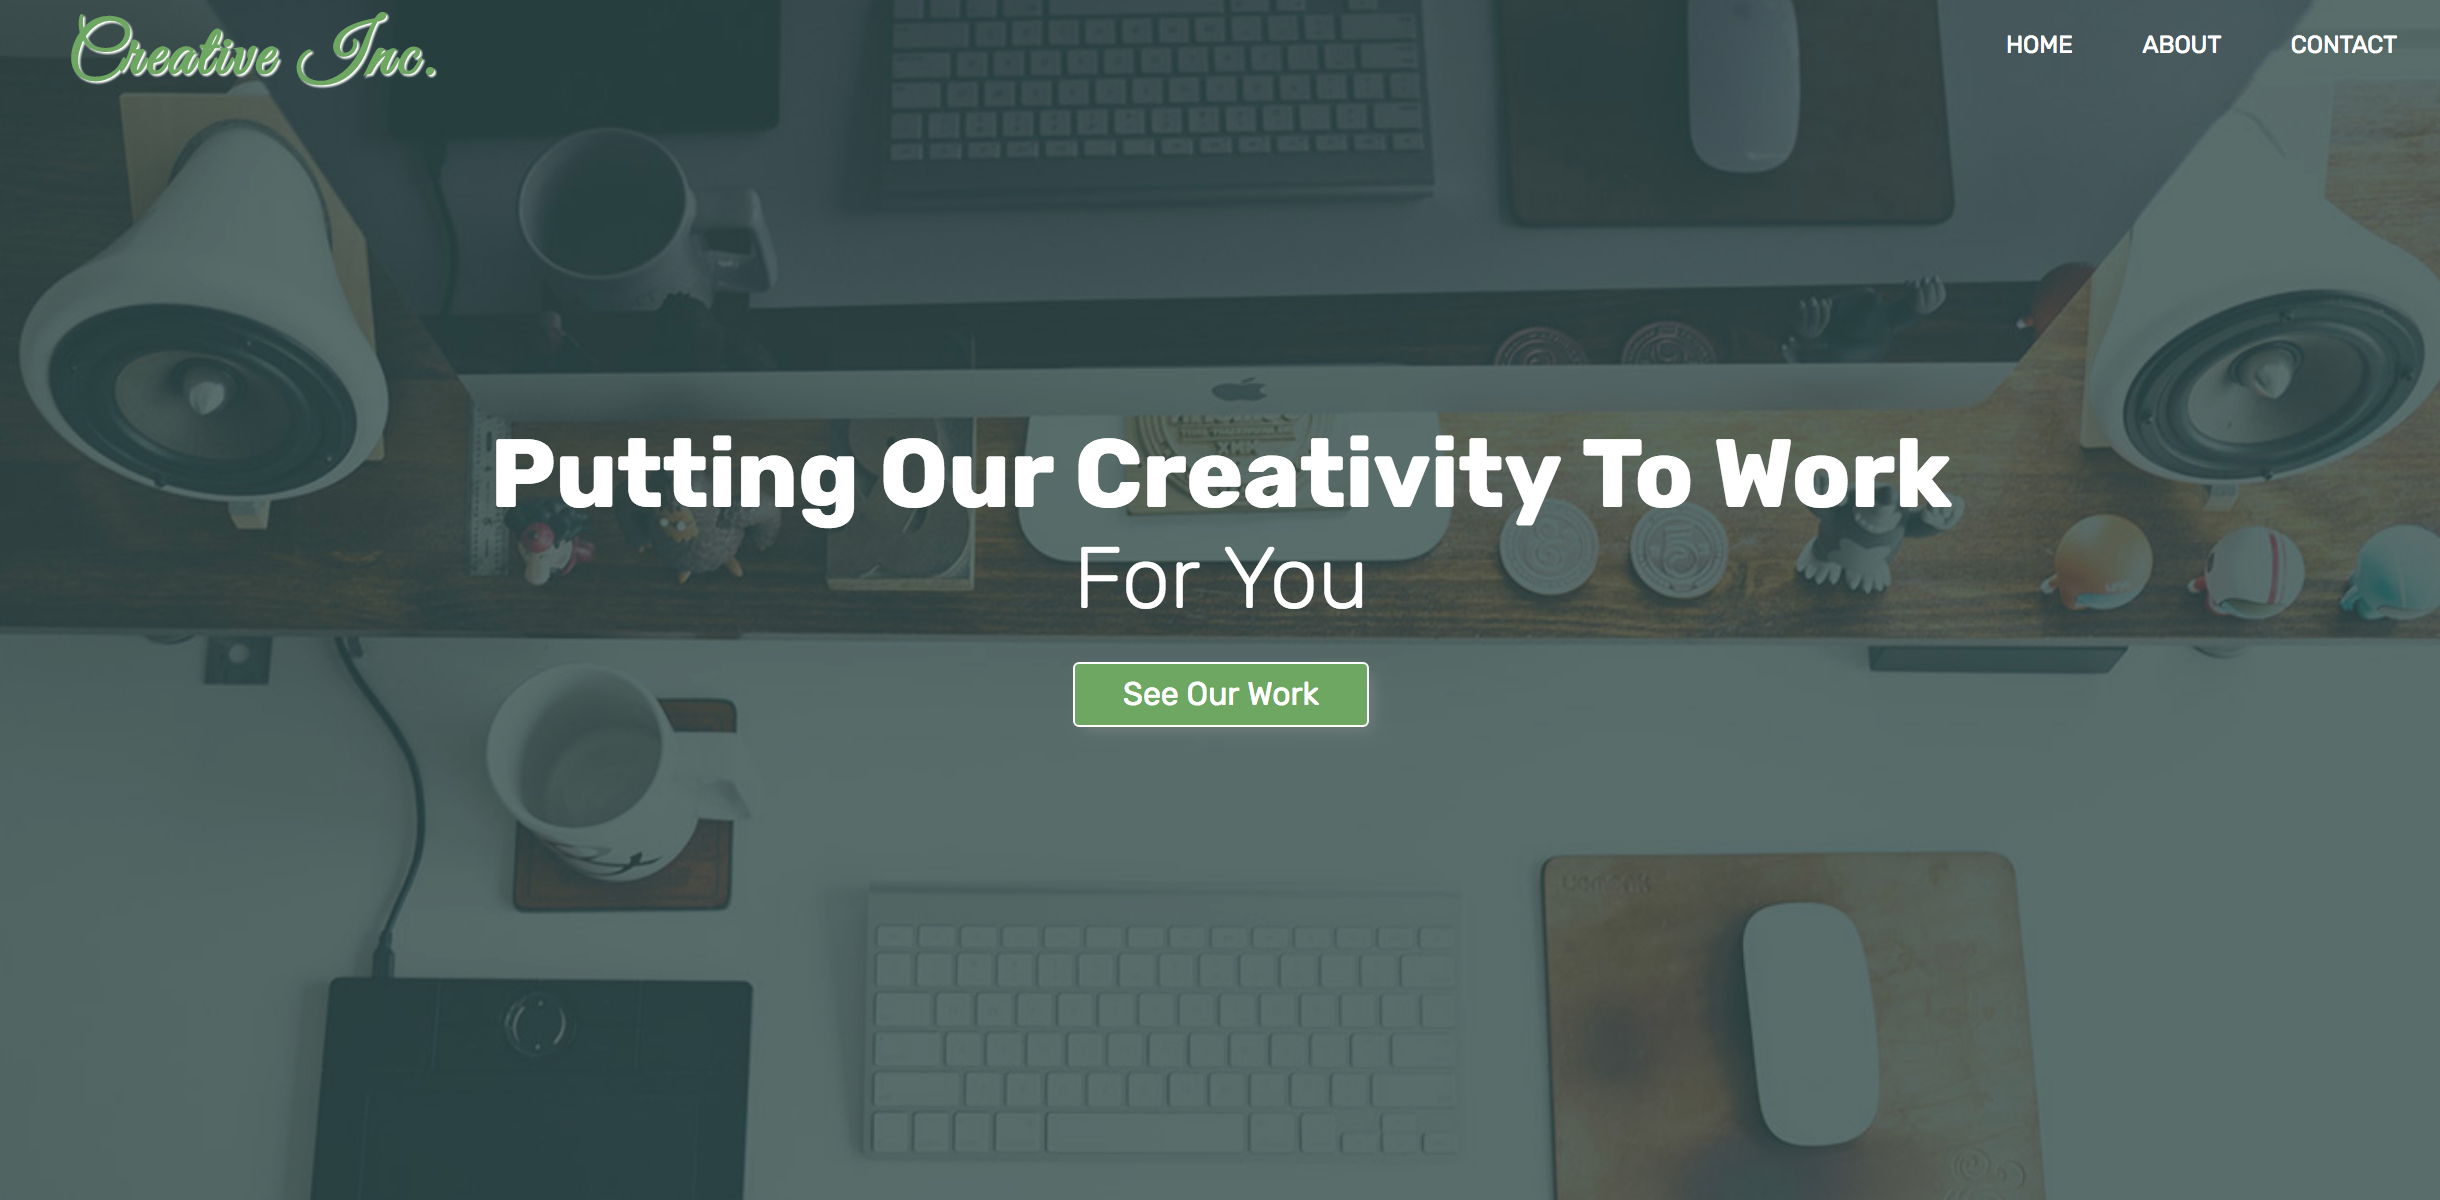 Creative Inc.
HOME ABOUT CONTACT
Putting Our Creativity To Work
For You
See Our Work